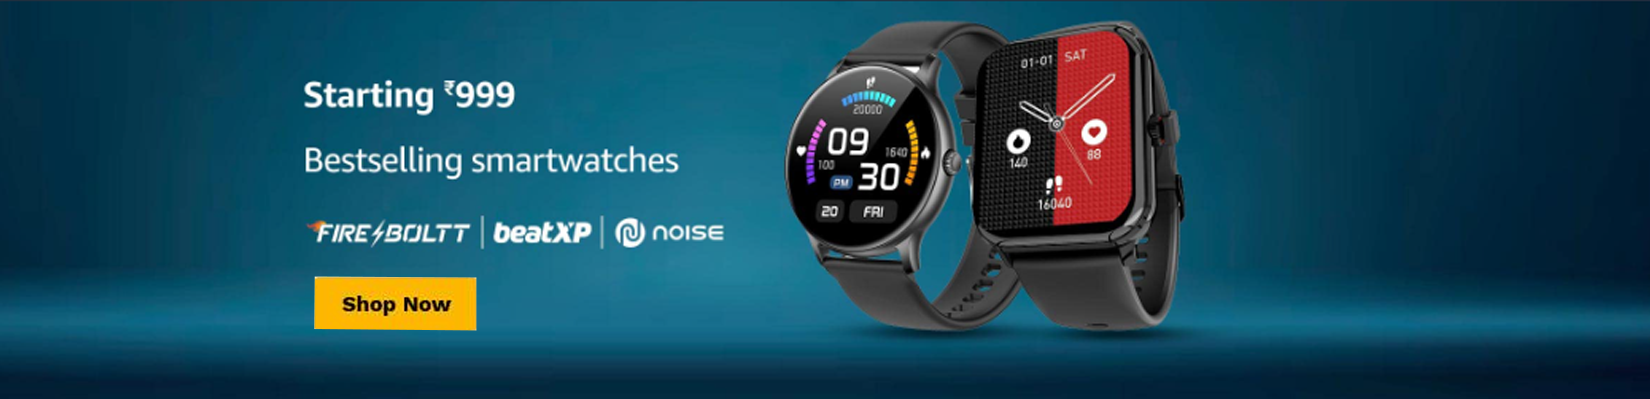 Starting ₹999
Bestselling smartwatches
FIRE BOLTT | beatXP | NOISE
Shop Now
20000
09
100
1640
PM 30
20 FRI
01-01 SAT
140
88
16040